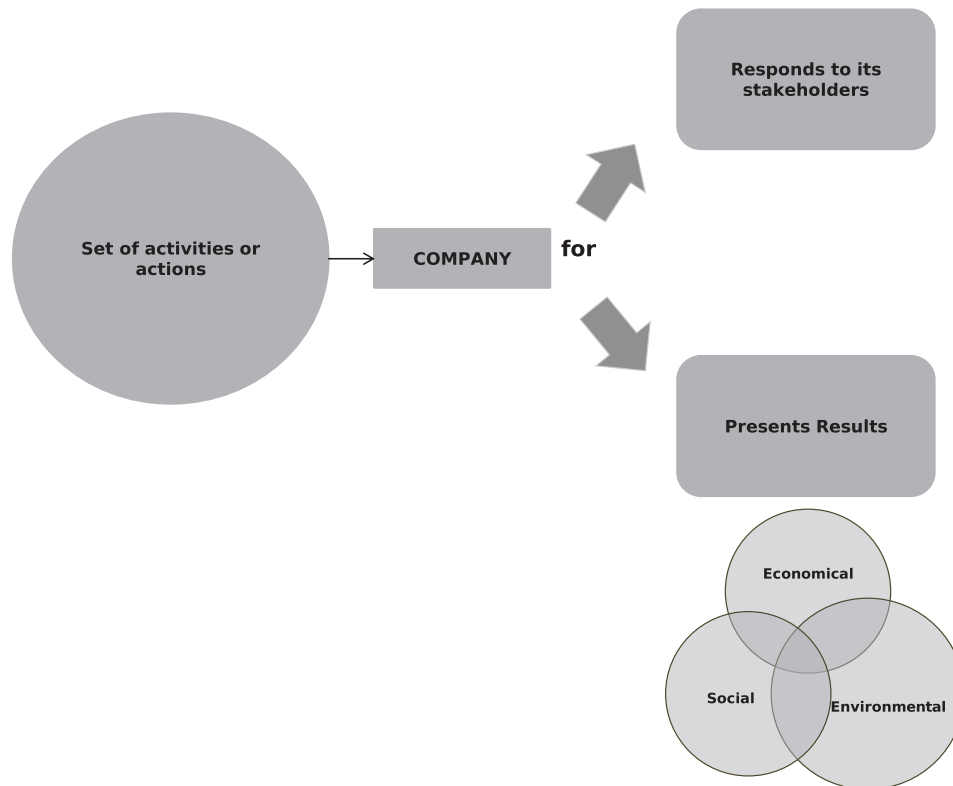 Responds to its
stakeholders
Set of activities or
actions
COMPANY
for
Presents Results
Economical
Social
Environmental